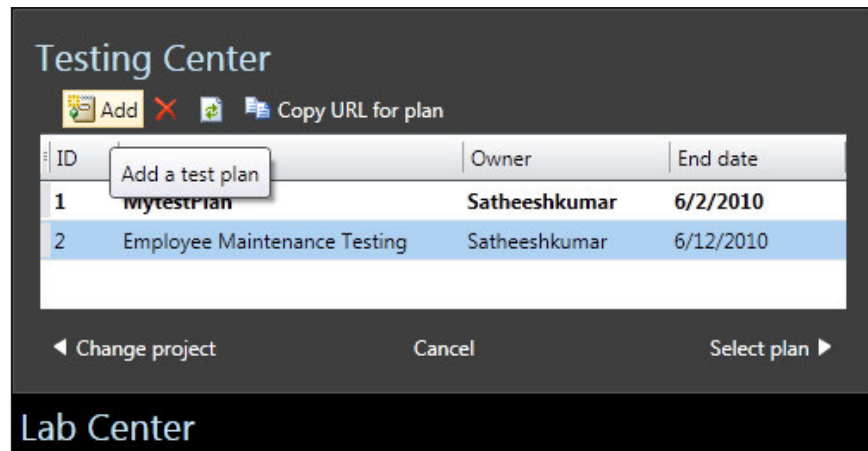 Testing Center
Add Copy URL for plan
ID Owner End date
Add a test plan
1 MytestPlan Satheeshkumar 6/2/2010
2 Employee Maintenance Testing Satheeshkumar 6/12/2010
Change project Cancel Select plan
Lab Center